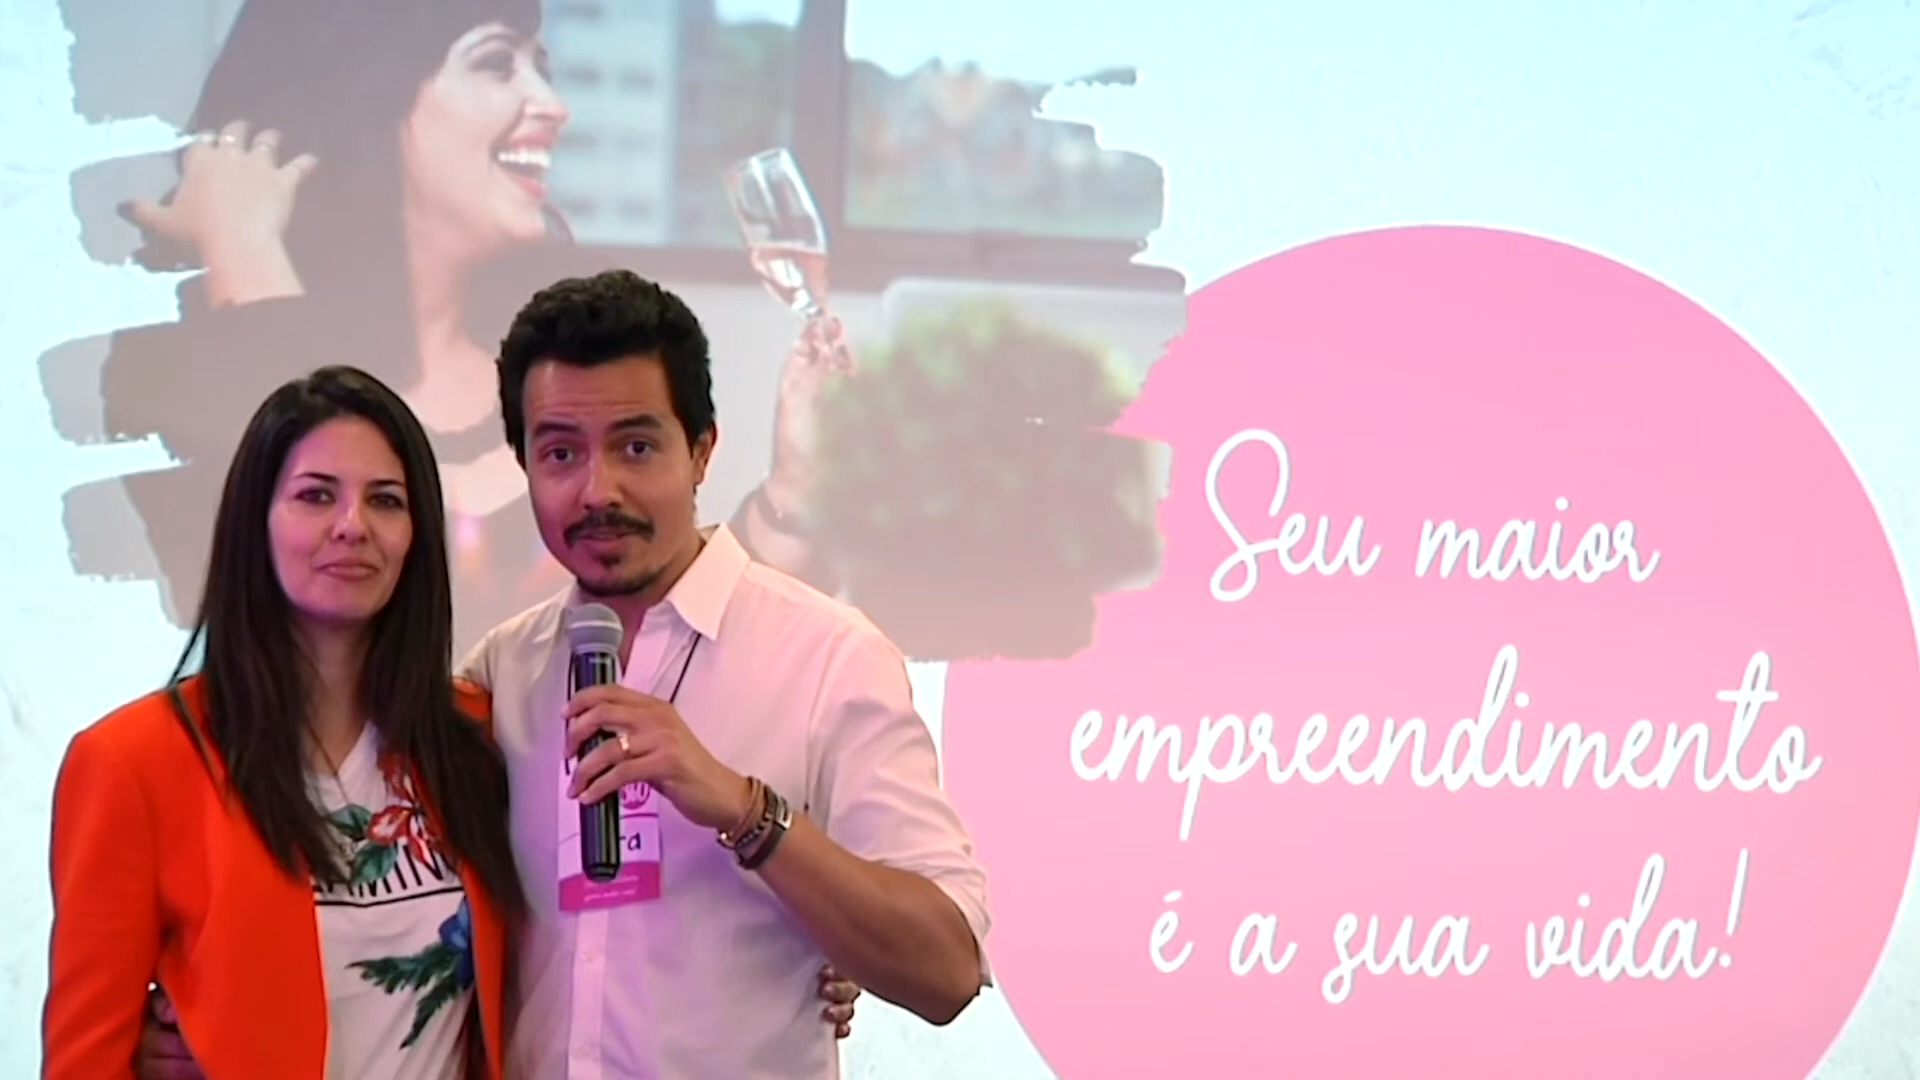 Seu maior
empreendimento
é a sua vida!